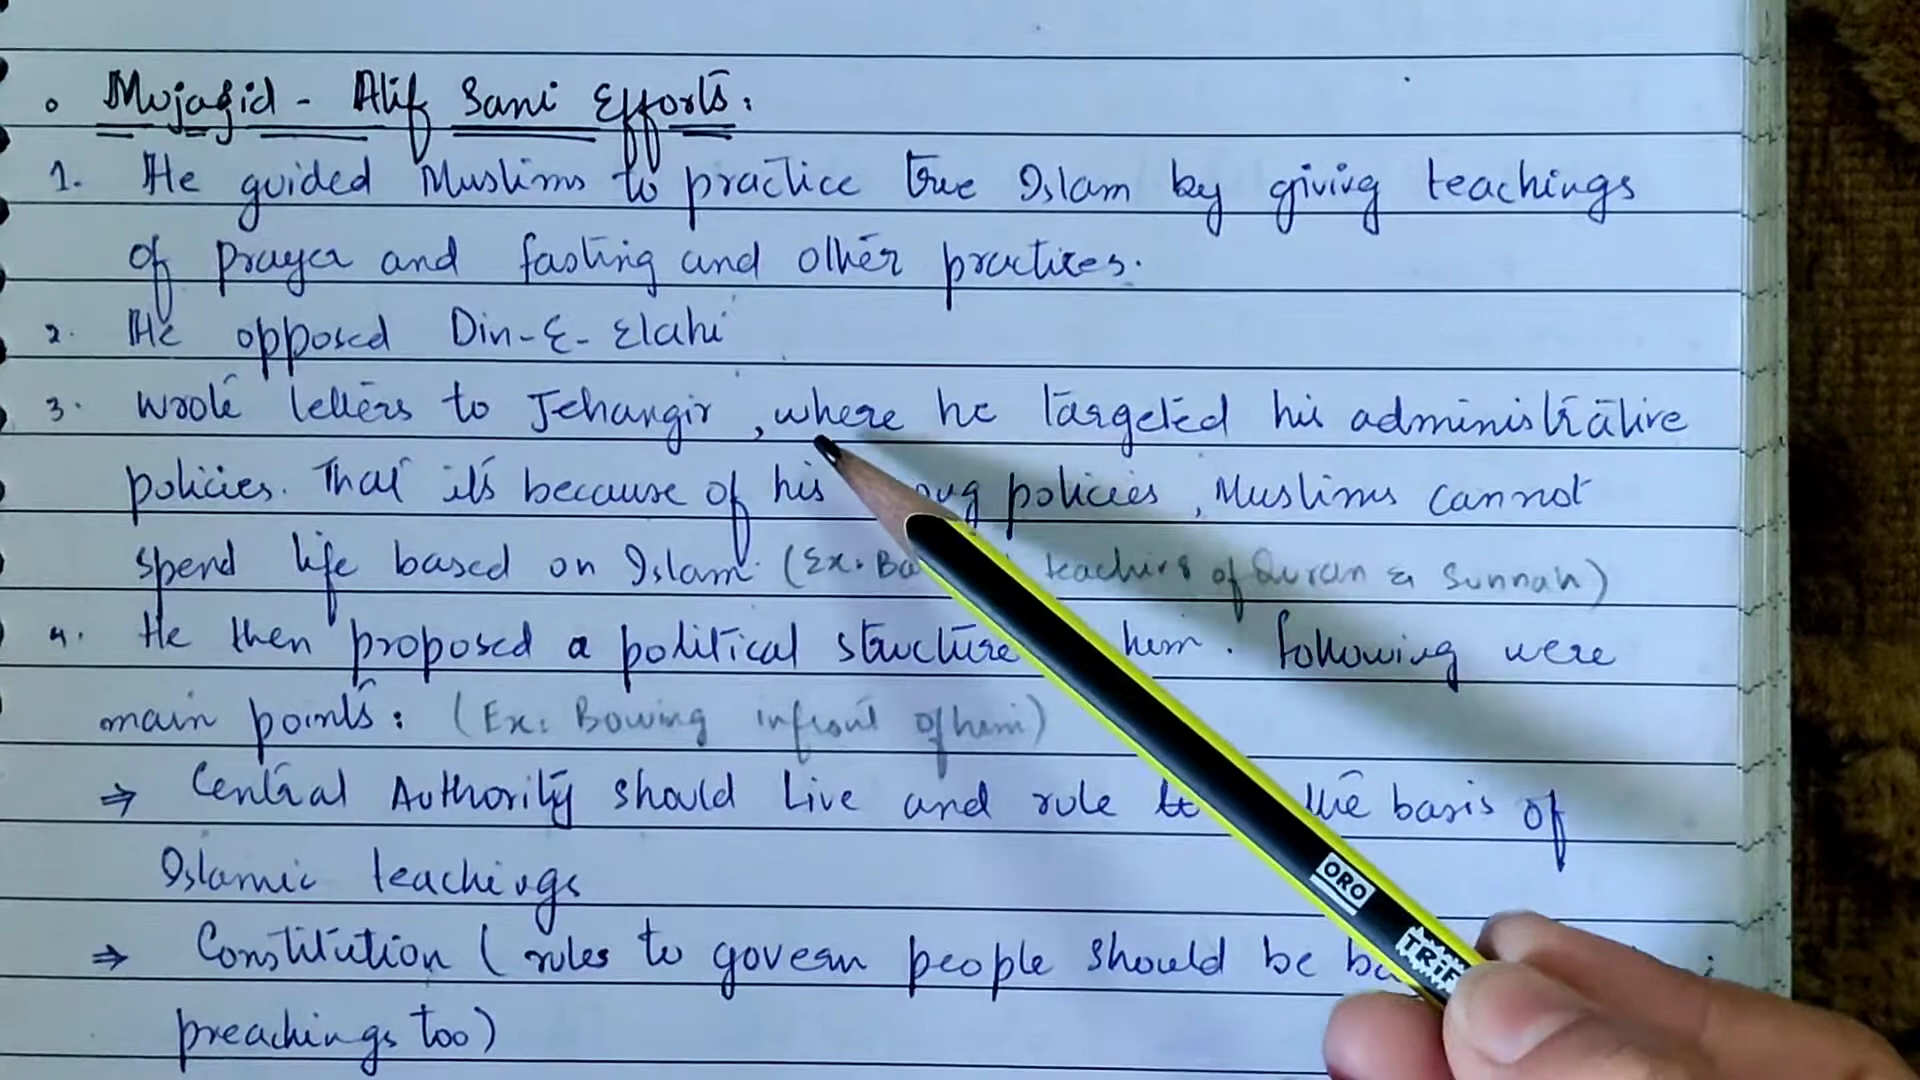 Mujadid - Alif Sani Efforts:
1. He guided Muslims to practice true Islam by giving teachings
of prayer and fasting and other practices.
2. He opposed Din-E-Elahi
3. Wrote letters to Jehangir, where he targeted his administrative
policies. That it's because of his policies, Muslims cannot
spend life based on Islam. (Ex. teachings of Quran & Sunnah)
4. He then proposed a political structure him. Following were
main points: (Ex: Bowing infront of him)
⇒ Central Authority should Live and rule the basis of
Islamic teachings
⇒ Constitution (rules to govern people should be
preachings too)
ORO